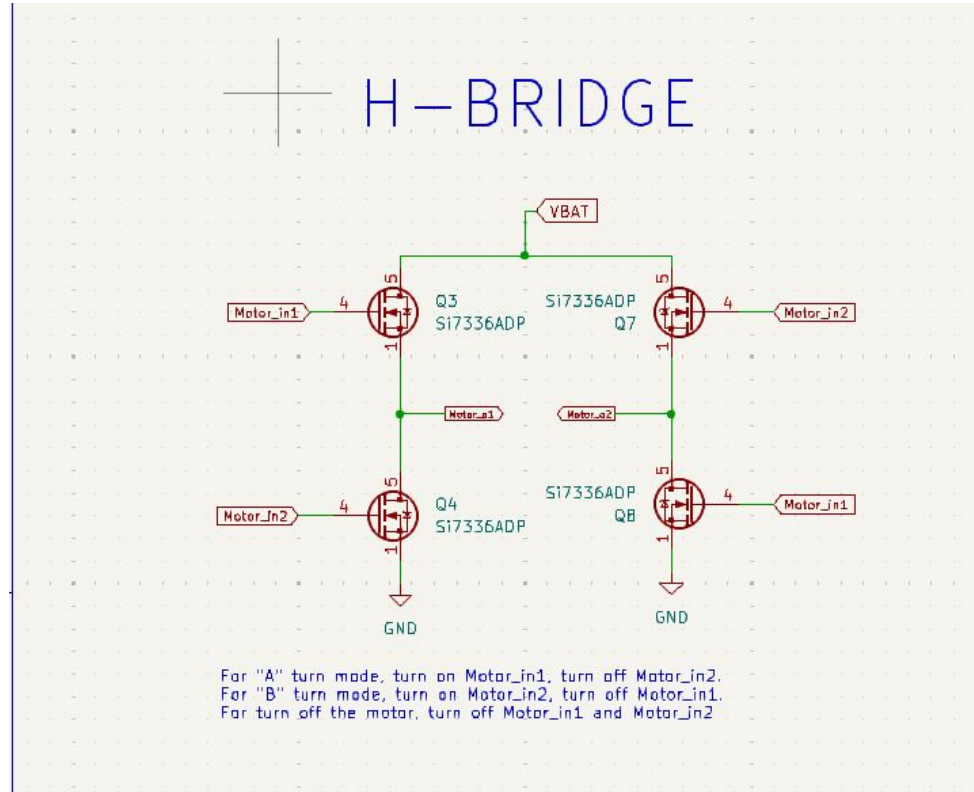 H-BRIDGE
VBAT
5
5
Motor_in1
4
Q3
Si7336ADP
Si7336ADP
Q7
4
Motor_in2
1
1
Motor_o1
Motor_o2
5
5
Motor_in2
4
Q4
Si7336ADP
Si7336ADP
Q8
4
Motor_in1
1
1
GND
GND
For "A" turn mode, turn on Motor_in1, turn off Motor_in2.
For "B" turn mode, turn on Motor_in2, turn off Motor_in1.
For turn off the motor, turn off Motor_in1 and Motor_in2